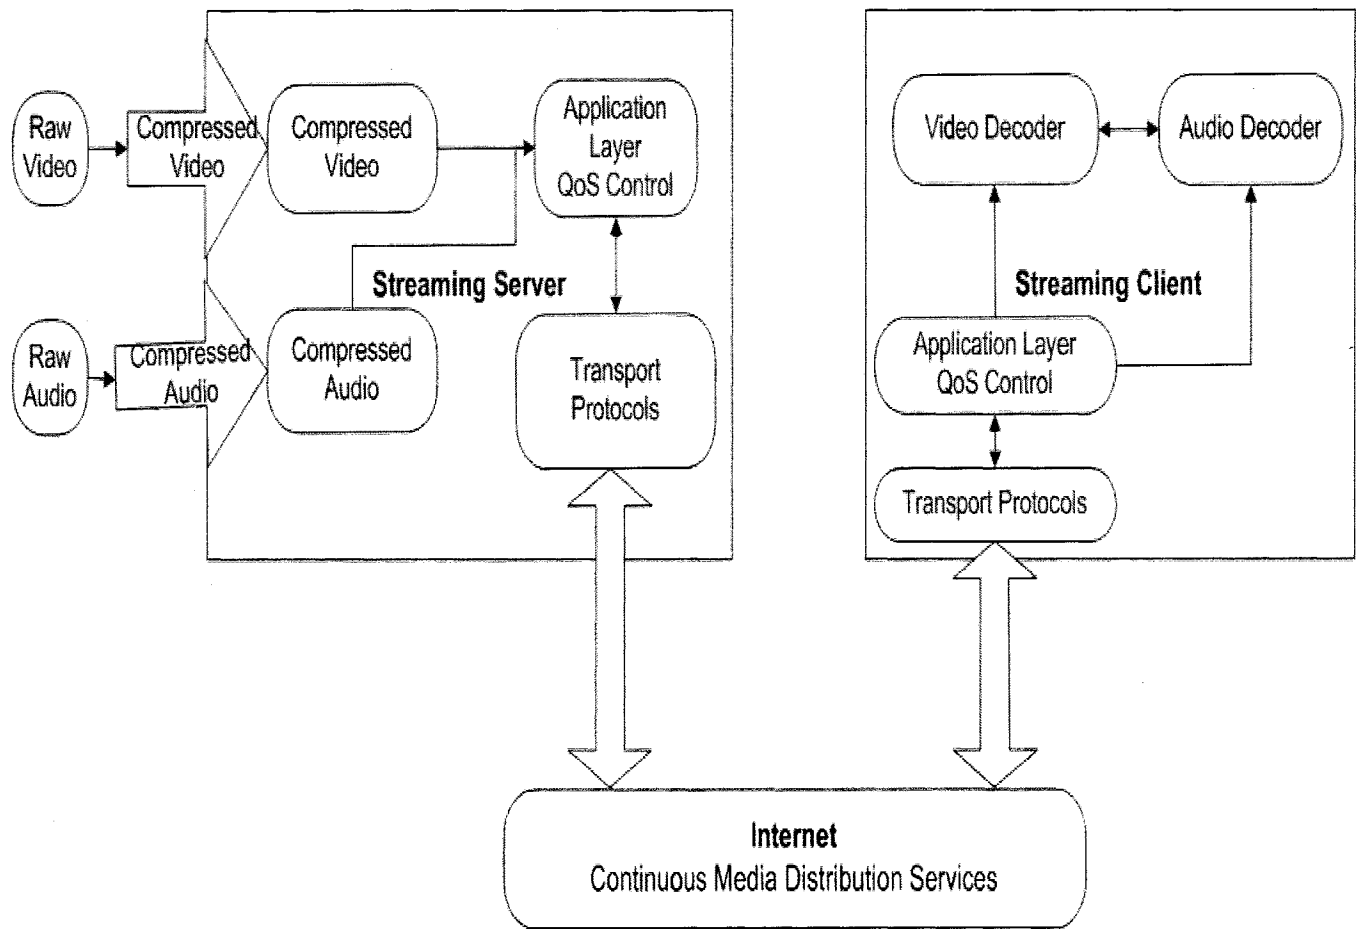 Raw
Video
Compressed
Video
Compressed
Video
Application
Layer
QoS Control
Streaming Server
Raw
Audio
Compressed
Audio
Compressed
Audio
Transport
Protocols
Video Decoder
Audio Decoder
Streaming Client
Application Layer
QoS Control
Transport Protocols
Internet
Continuous Media Distribution Services